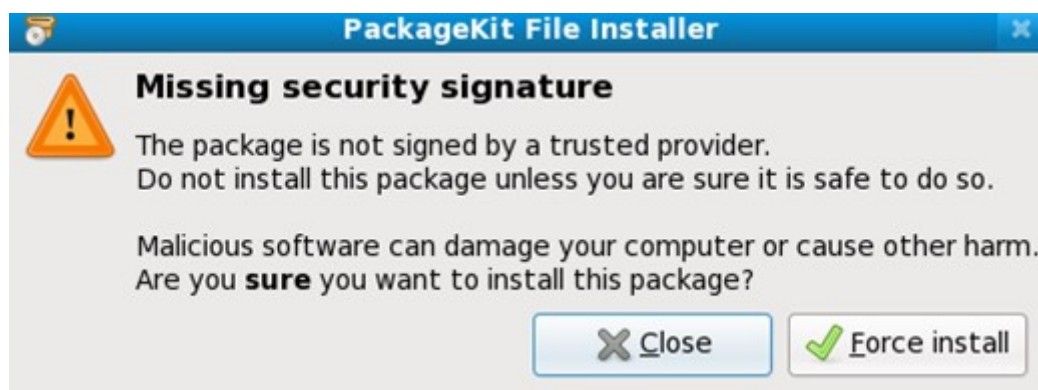 PackageKit File Installer
Missing security signature
The package is not signed by a trusted provider.
Do not install this package unless you are sure it is safe to do so.
Malicious software can damage your computer or cause other harm.
Are you sure you want to install this package?
Close
Force install